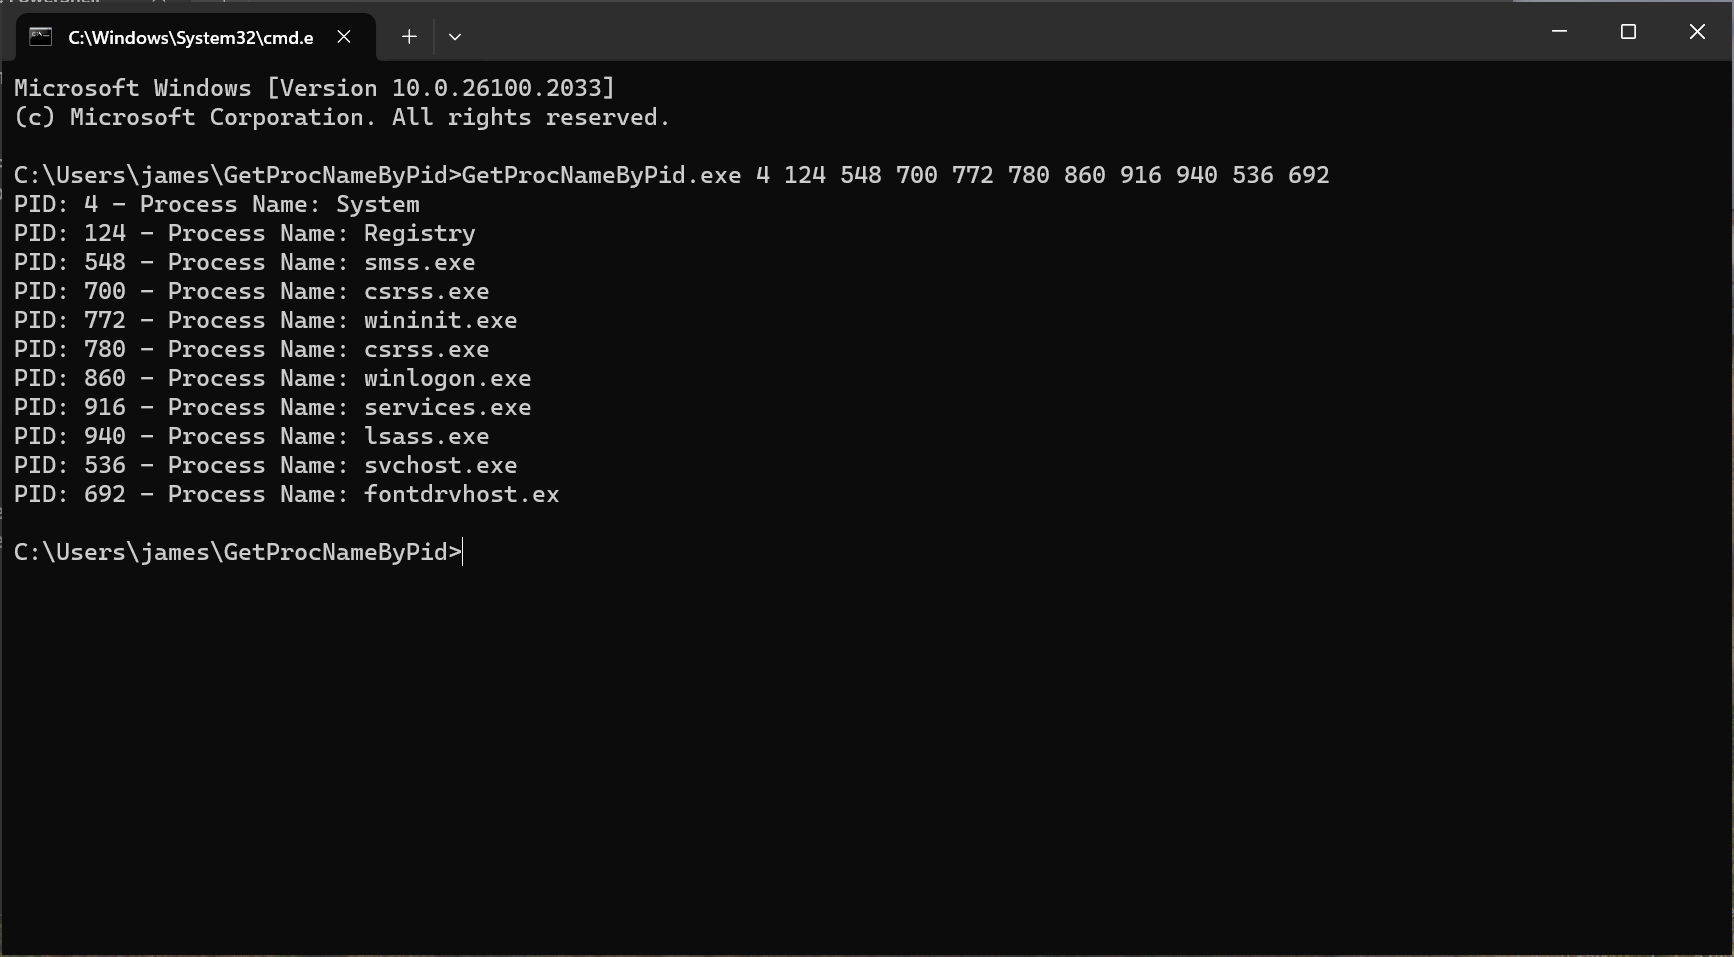 C:\Windows\System32\cmd.e
Microsoft Windows [Version 10.0.26100.2033]
(c) Microsoft Corporation. All rights reserved.
C:\Users\james\GetProcNameByPid>GetProcNameByPid.exe 4 124 548 700 772 780 860 916 940 536 692
PID: 4 - Process Name: System
PID: 124 - Process Name: Registry
PID: 548 - Process Name: smss.exe
PID: 700 - Process Name: csrss.exe
PID: 772 - Process Name: wininit.exe
PID: 780 - Process Name: csrss.exe
PID: 860 - Process Name: winlogon.exe
PID: 916 - Process Name: services.exe
PID: 940 - Process Name: lsass.exe
PID: 536 - Process Name: svchost.exe
PID: 692 - Process Name: fontdrvhost.ex
C:\Users\james\GetProcNameByPid>